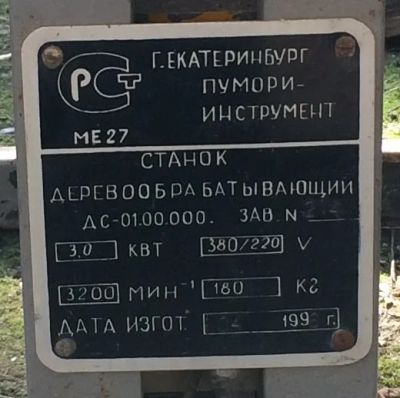 РСТ
Г. ЕКАТЕРИНБУРГ
ПУМОРИ-
ИНСТРУМЕНТ
МЕ27
СТАНОК
ДЕРЕВООБРАБАТЫВАЮЩИЙ
ДС-01.00.000. ЗАВ. N
3,0 КВТ 380/220 V
3200 МИН⁻¹ 180 КГ
ДАТА ИЗГОТ. 199 г.